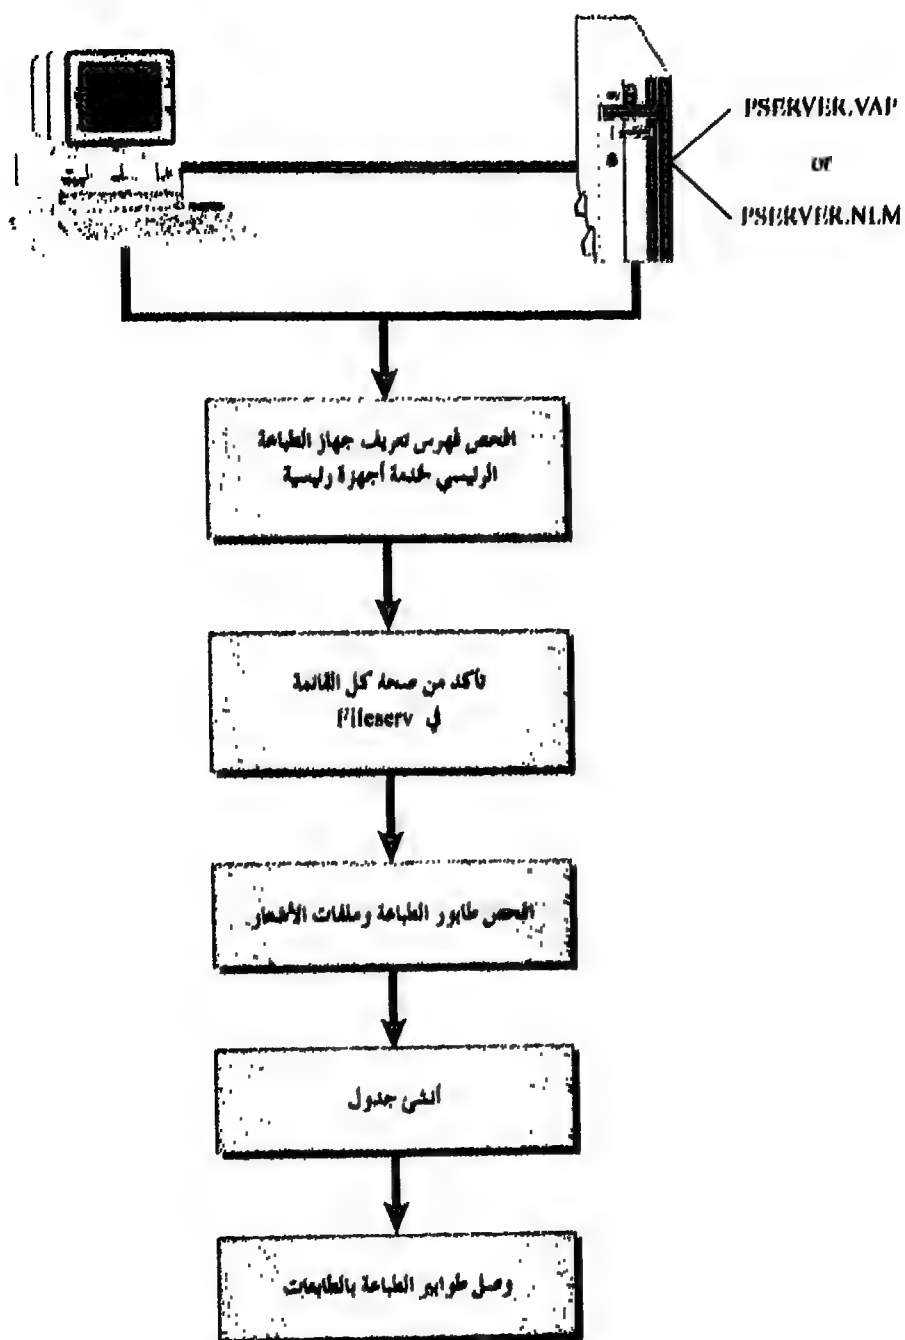 PSERVER.VAP
or
PSERVER.NLM
افحص فهرس تعريف جهاز الطباعة
الرئيسي خدمة أجهزة رئيسية
تأكد من صحة كل القائمة
في Fileserv
افحص طابور الطباعة وملفات الأشعار
أنشئ جدول
وصل طوابير الطباعة بالطابعات